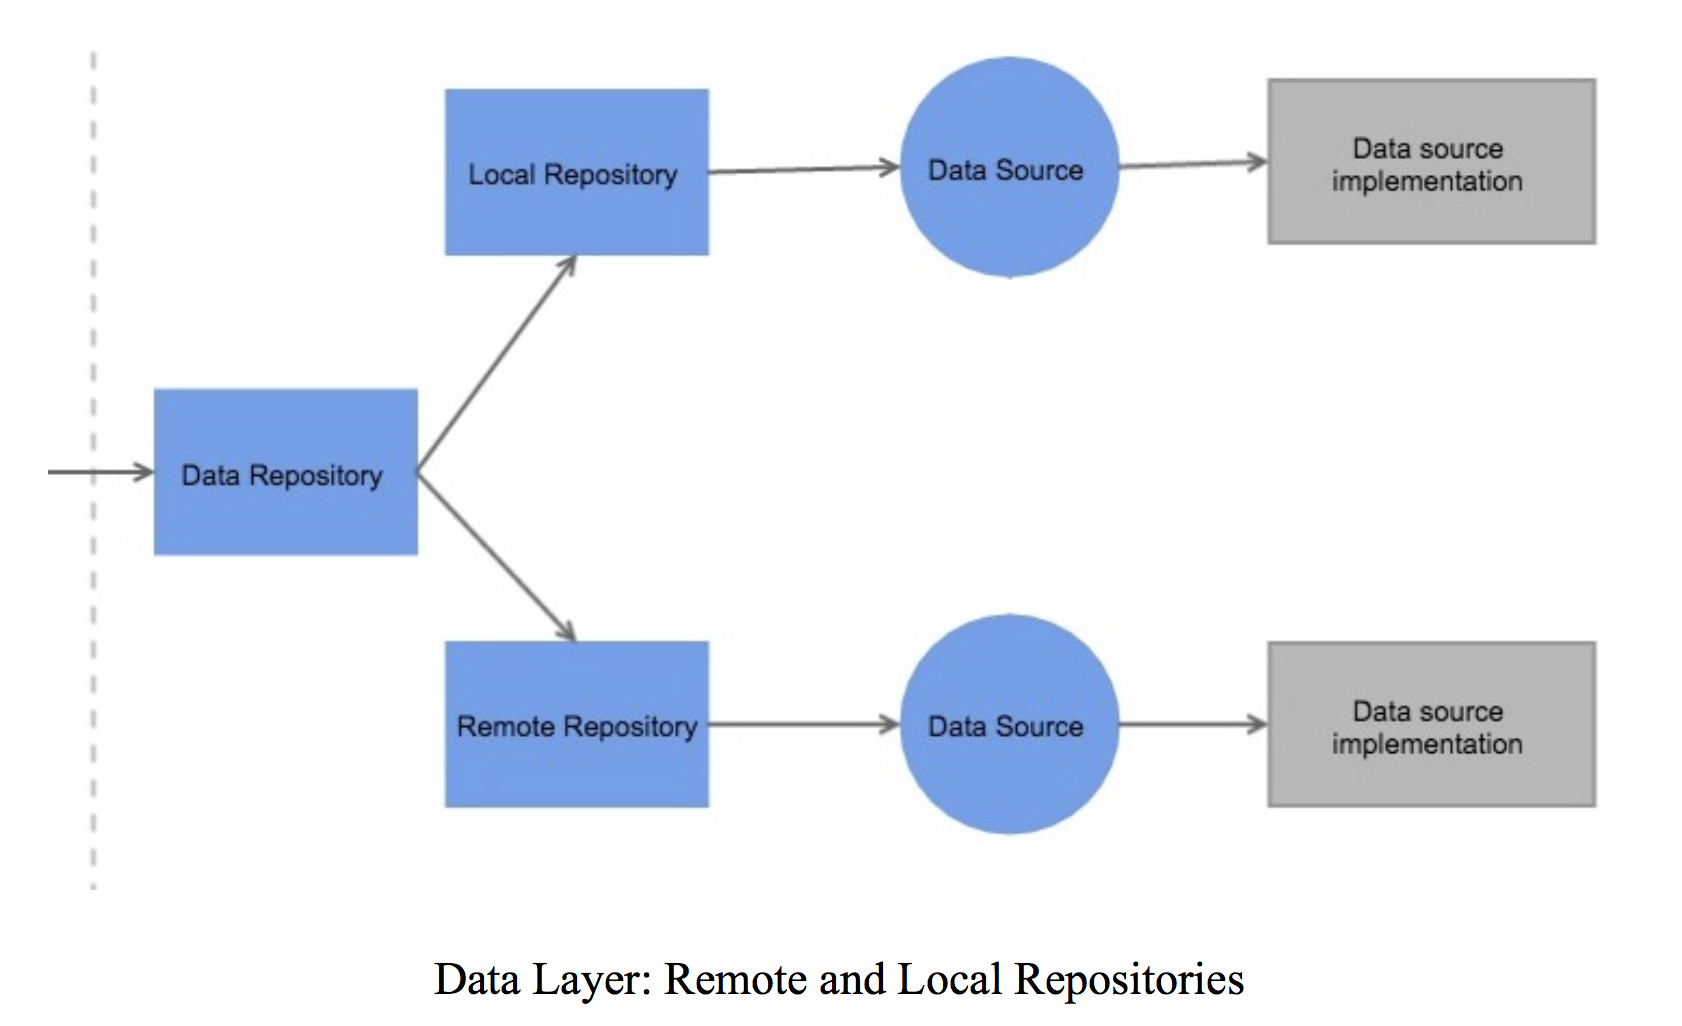 Local Repository
Data Source
Data source
implementation
Data Repository
Remote Repository
Data Source
Data source
implementation
Data Layer: Remote and Local Repositories